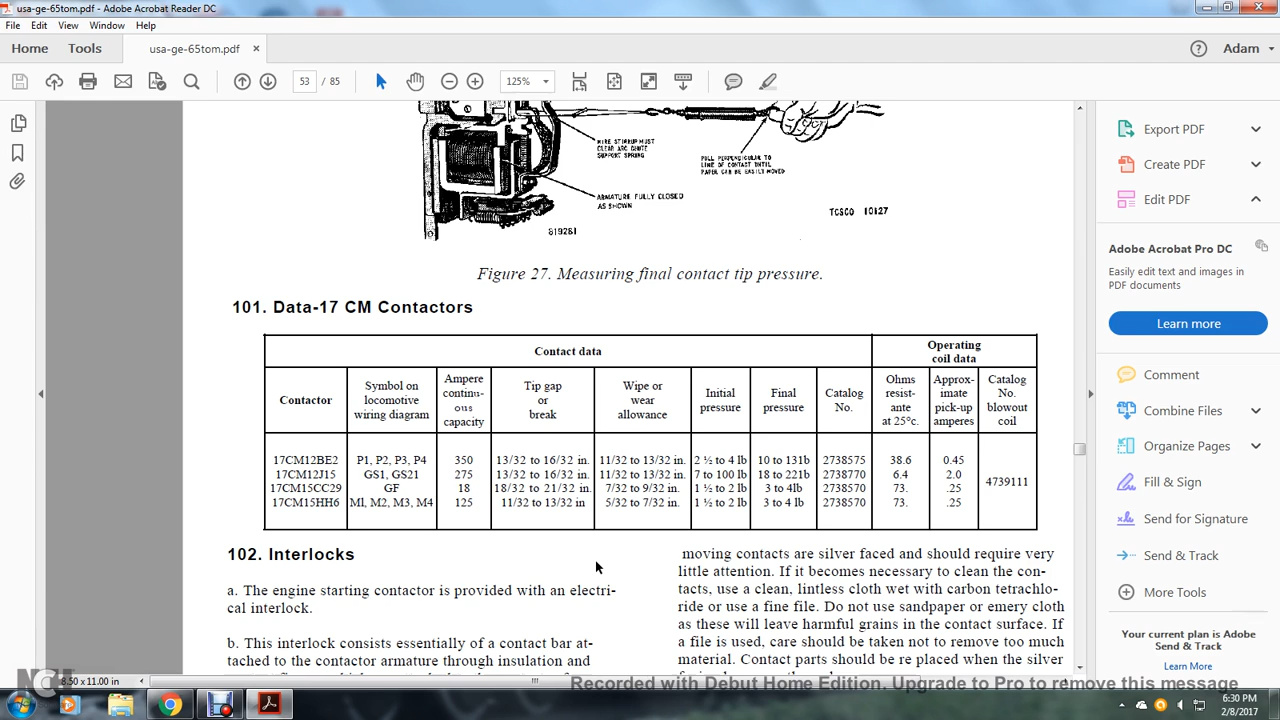 usa-ge-65tom.pdf - Adobe Acrobat Reader DC
File Edit View Window Help
Home Tools usa-ge-65tom.pdf × ? Adam
53 / 85 125%
WIRE STIRRUP MUST
CLEAR ARC CHUTE
SUPPORT SPRING
PULL PERPENDICULAR TO
LINE OF CONTACT UNTIL
PAPER CAN BE EASILY MOVED
ARMATURE FULLY CLOSED
AS SHOWN
TCSCO 10127
819281
Figure 27. Measuring final contact tip pressure.
101. Data-17 CM Contactors
Contact data
Operating
coil data
Contactor
Symbol on
locomotive
wiring diagram
Ampere
continu-
ous
capacity
Tip gap
or
break
Wipe or
wear
allowance
Initial
pressure
Final
pressure
Catalog
No.
Ohms
resist-
ante
at 25°c.
Approx-
imate
pick-up
amperes
Catalog
No.
blowout
coil
17CM12BE2 P1, P2, P3, P4 350 13/32 to 16/32 in. 11/32 to 13/32 in. 2 ½ to 4 lb 10 to 131b 2738575 38.6 0.45
17CM12J15 GS1, GS21 275 13/32 to 16/32 in. 11/32 to 13/32 in. 7 to 100 lb 18 to 221b 2738770 6.4 2.0
4739111
17CM15CC29 GF 18 18/32 to 21/32 in. 7/32 to 9/32 in. 1 ½ to 2 lb 3 to 4lb 2738570 73. .25
17CM15HH6 Ml, M2, M3, M4 125 11/32 to 13/32 in 5/32 to 7/32 in. 1 ½ to 2 lb 3 to 4 lb 2738570 73. .25
102. Interlocks
a. The engine starting contactor is provided with an electri-
cal interlock.
b. This interlock consists essentially of a contact bar at-
tached to the contactor armature through insulation and
moving contacts are silver faced and should require very
little attention. If it becomes necessary to clean the con-
tacts, use a clean, lintless cloth wet with carbon tetrachlo-
ride or use a fine file. Do not use sandpaper or emery cloth
as these will leave harmful grains in the contact surface. If
a file is used, care should be taken not to remove too much
material. Contact parts should be re placed when the silver
Export PDF
Create PDF
Edit PDF
Adobe Acrobat Pro DC
Easily edit text and images in
PDF documents
Learn more
Comment
Combine Files
Organize Pages
Fill & Sign
Send for Signature
Send & Track
More Tools
Your current plan is Adobe
Send & Track
Learn More
8.50 x 11.00 in
NCH
Recorded with Debut Home Edition. Upgrade to Pro to remove this message
6:30 PM
2/8/2017